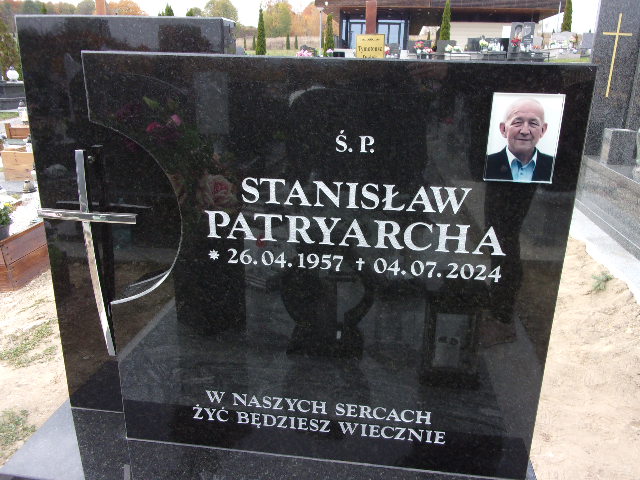 Ś. P.
STANISŁAW
PATRYARCHA
* 26.04.1957 † 04.07.2024
W NASZYCH SERCACH
ŻYĆ BĘDZIESZ WIECZNIE